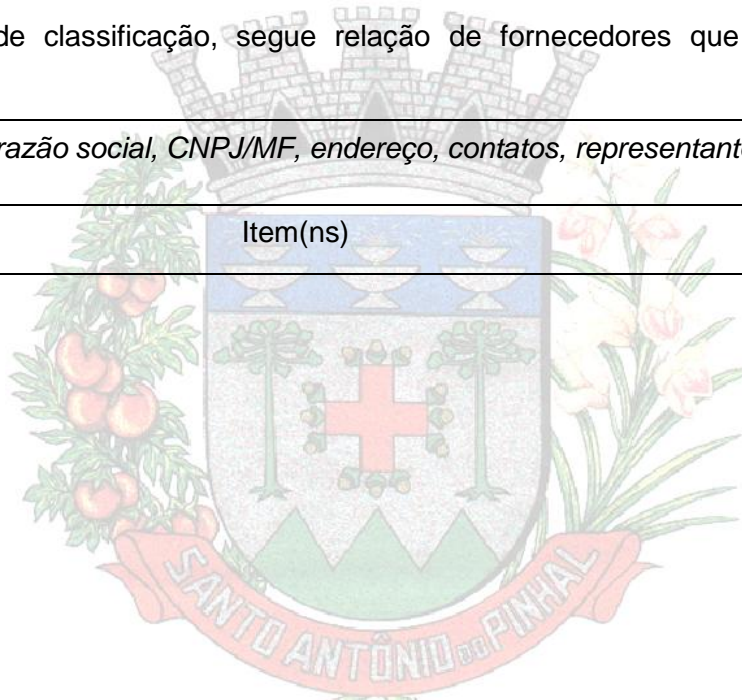 de classificação, segue relação de fornecedores que
razão social, CNPJ/MF, endereço, contatos, representante
Item(ns)
SANTO ANTÔNIO DO PINHAL